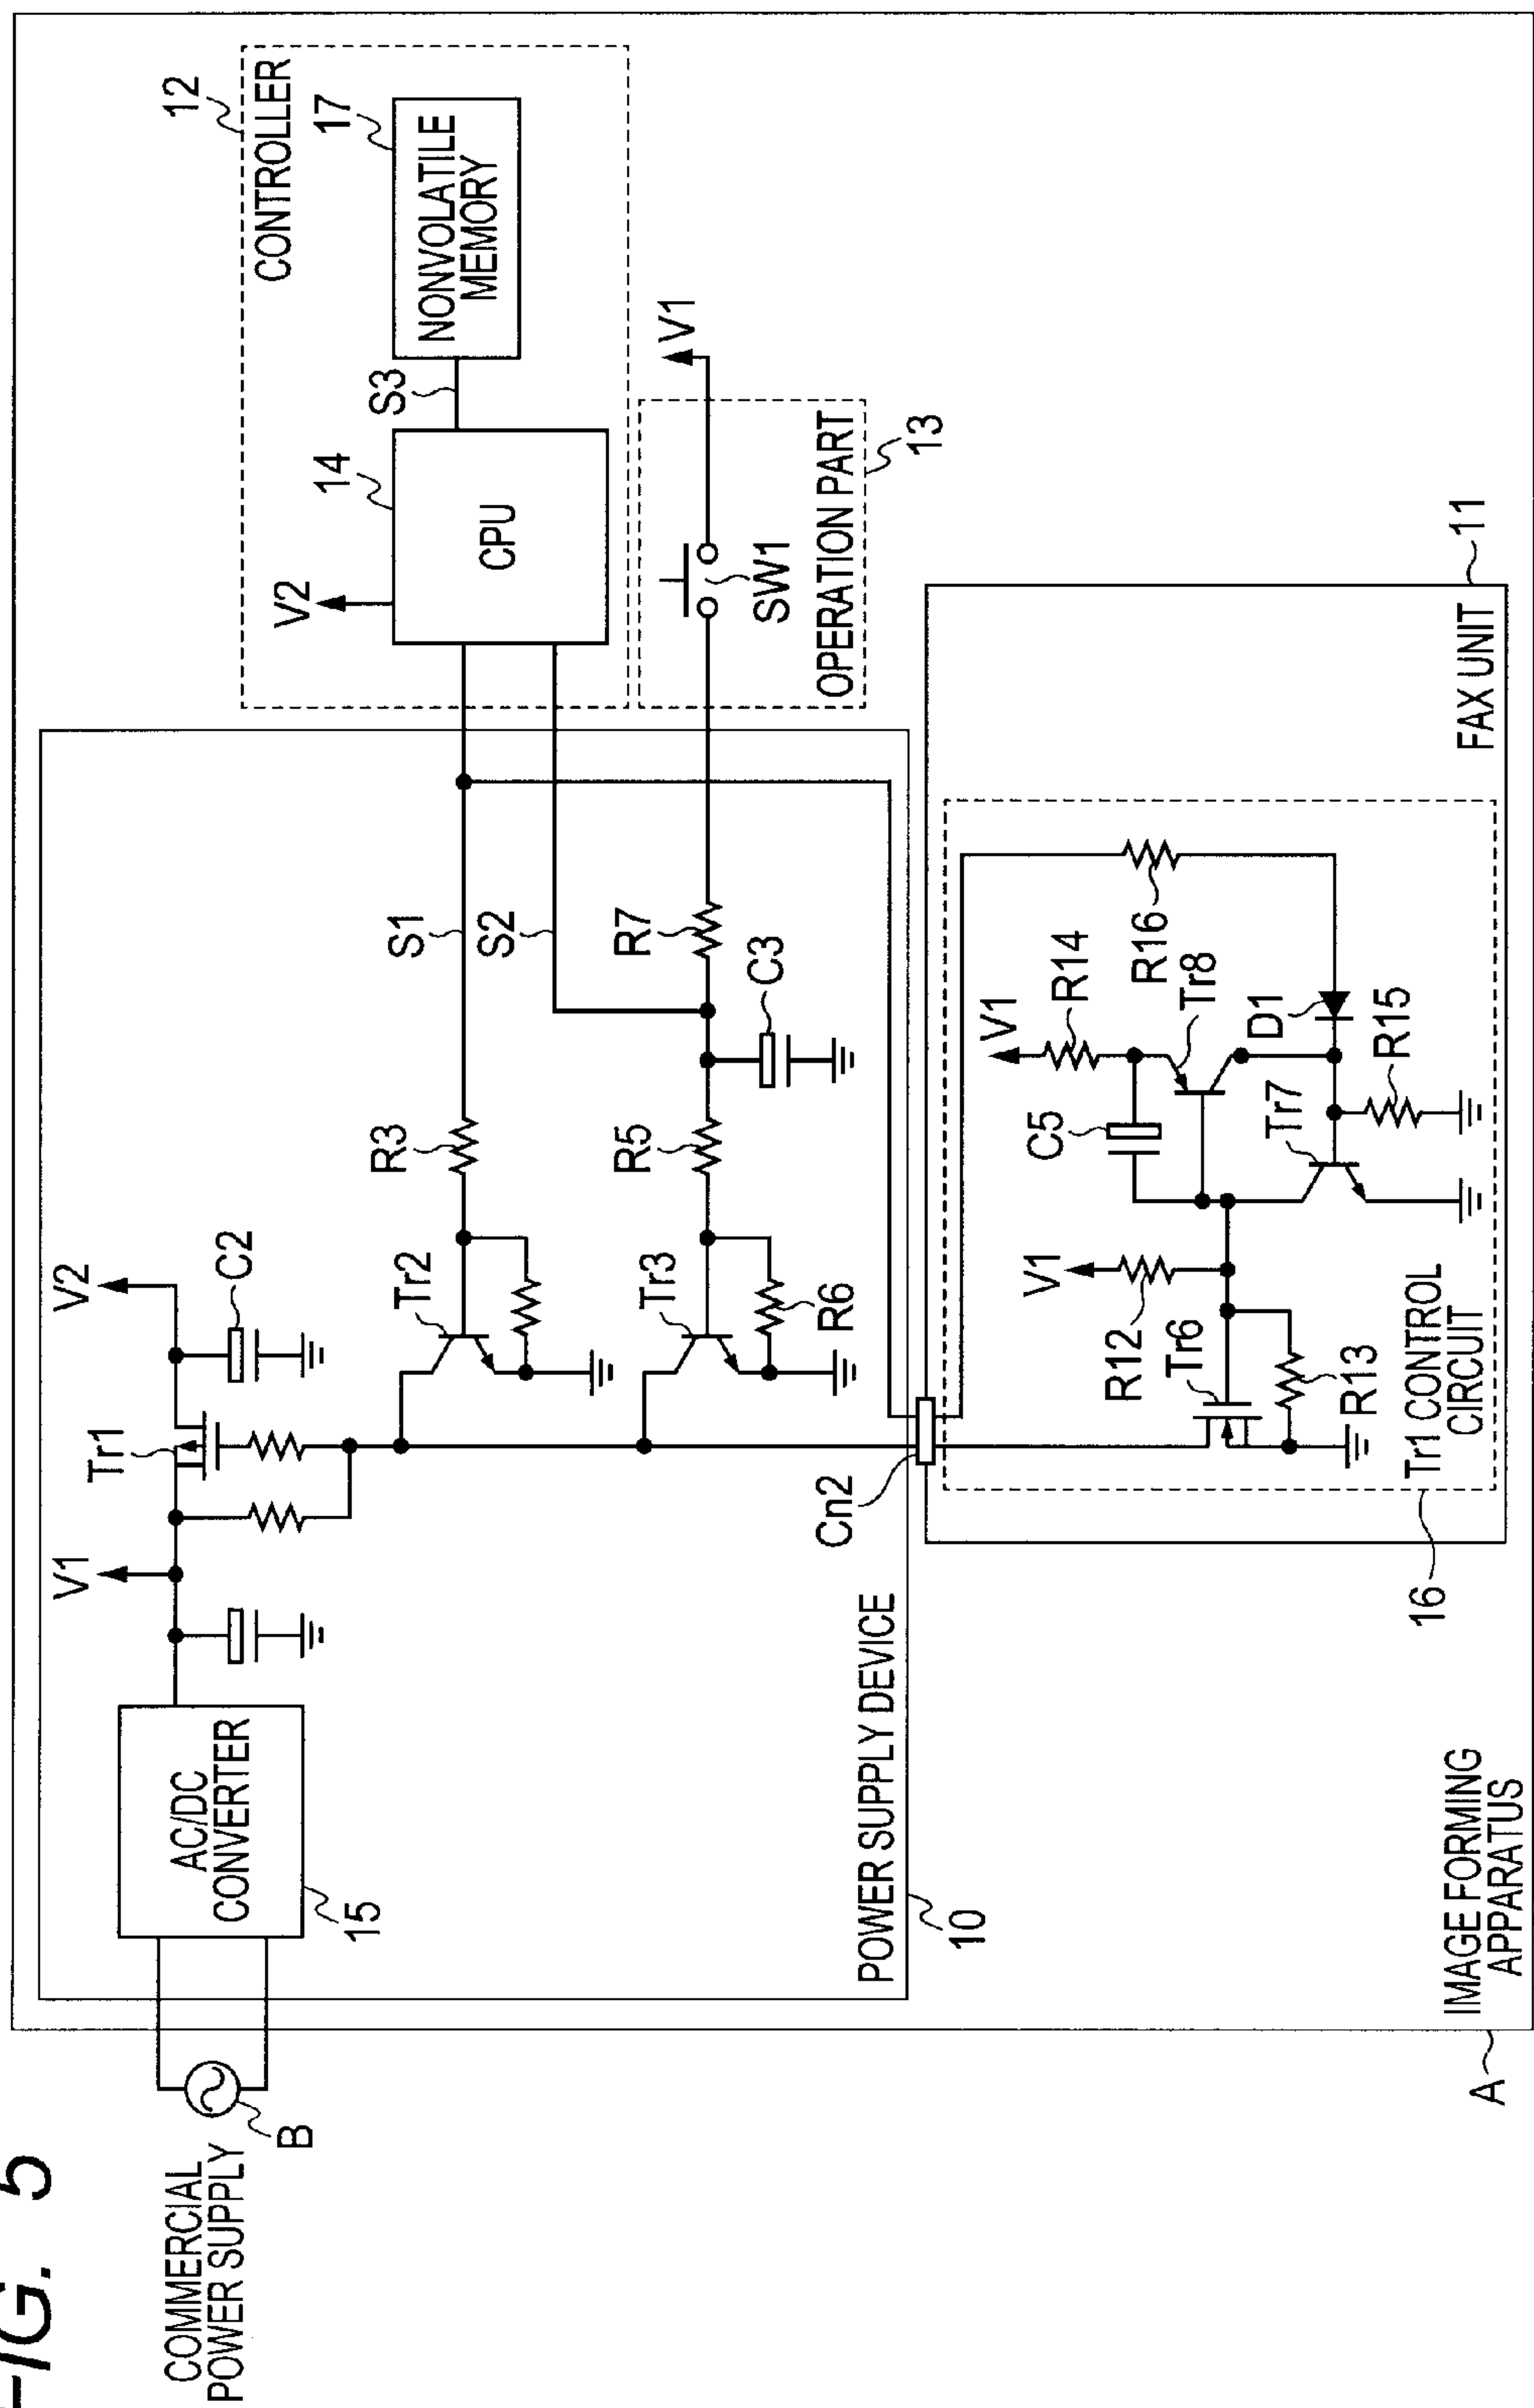 FIG. 5
COMMERCIAL
POWER SUPPLY
B
A
IMAGE FORMING
APPARATUS
POWER SUPPLY DEVICE
10
AC/DC
CONVERTER
15
V1
Tr1
V2
C2
Tr2
R3
S1
S2
Tr3
R5
R6
C3
R7
12
CONTROLLER
V2
14
CPU
S3
17
NONVOLATILE
MEMORY
V1
SW1
OPERATION PART
13
Cn2
FAX UNIT
11
16
Tr1 CONTROL
CIRCUIT
V1
R12
Tr6
R13
C5
V1
R14
Tr8
R16
D1
Tr7
R15